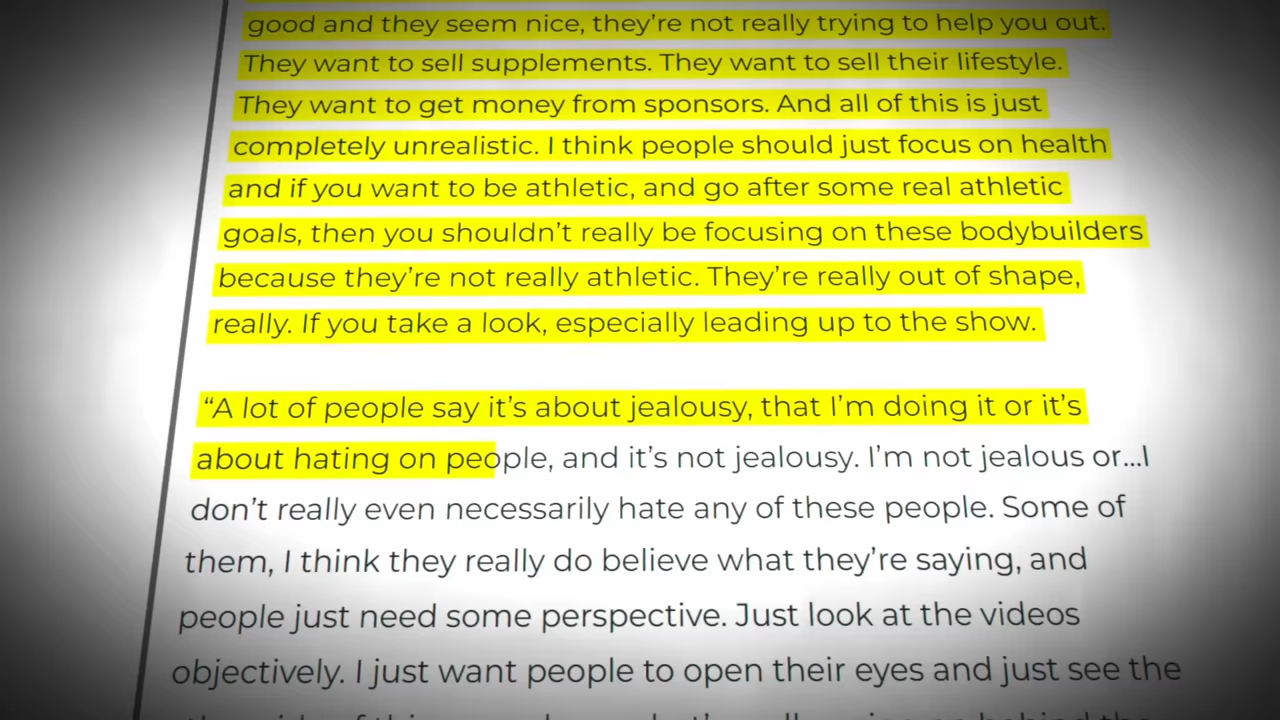 good and they seem nice, they’re not really trying to help you out.
They want to sell supplements. They want to sell their lifestyle.
They want to get money from sponsors. And all of this is just
completely unrealistic. I think people should just focus on health
and if you want to be athletic, and go after some real athletic
goals, then you shouldn’t really be focusing on these bodybuilders
because they’re not really athletic. They’re really out of shape,
really. If you take a look, especially leading up to the show.
“A lot of people say it’s about jealousy, that I’m doing it or it’s
about hating on people, and it’s not jealousy. I’m not jealous or…I
don’t really even necessarily hate any of these people. Some of
them, I think they really do believe what they’re saying, and
people just need some perspective. Just look at the videos
objectively. I just want people to open their eyes and just see the